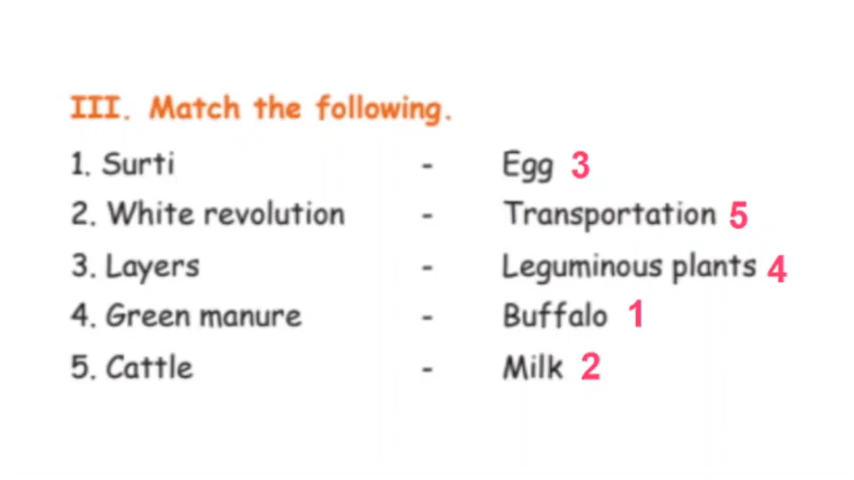 III. Match the following.
1. Surti - Egg 3
2. White revolution - Transportation 5
3. Layers - Leguminous plants 4
4. Green manure - Buffalo 1
5. Cattle - Milk 2